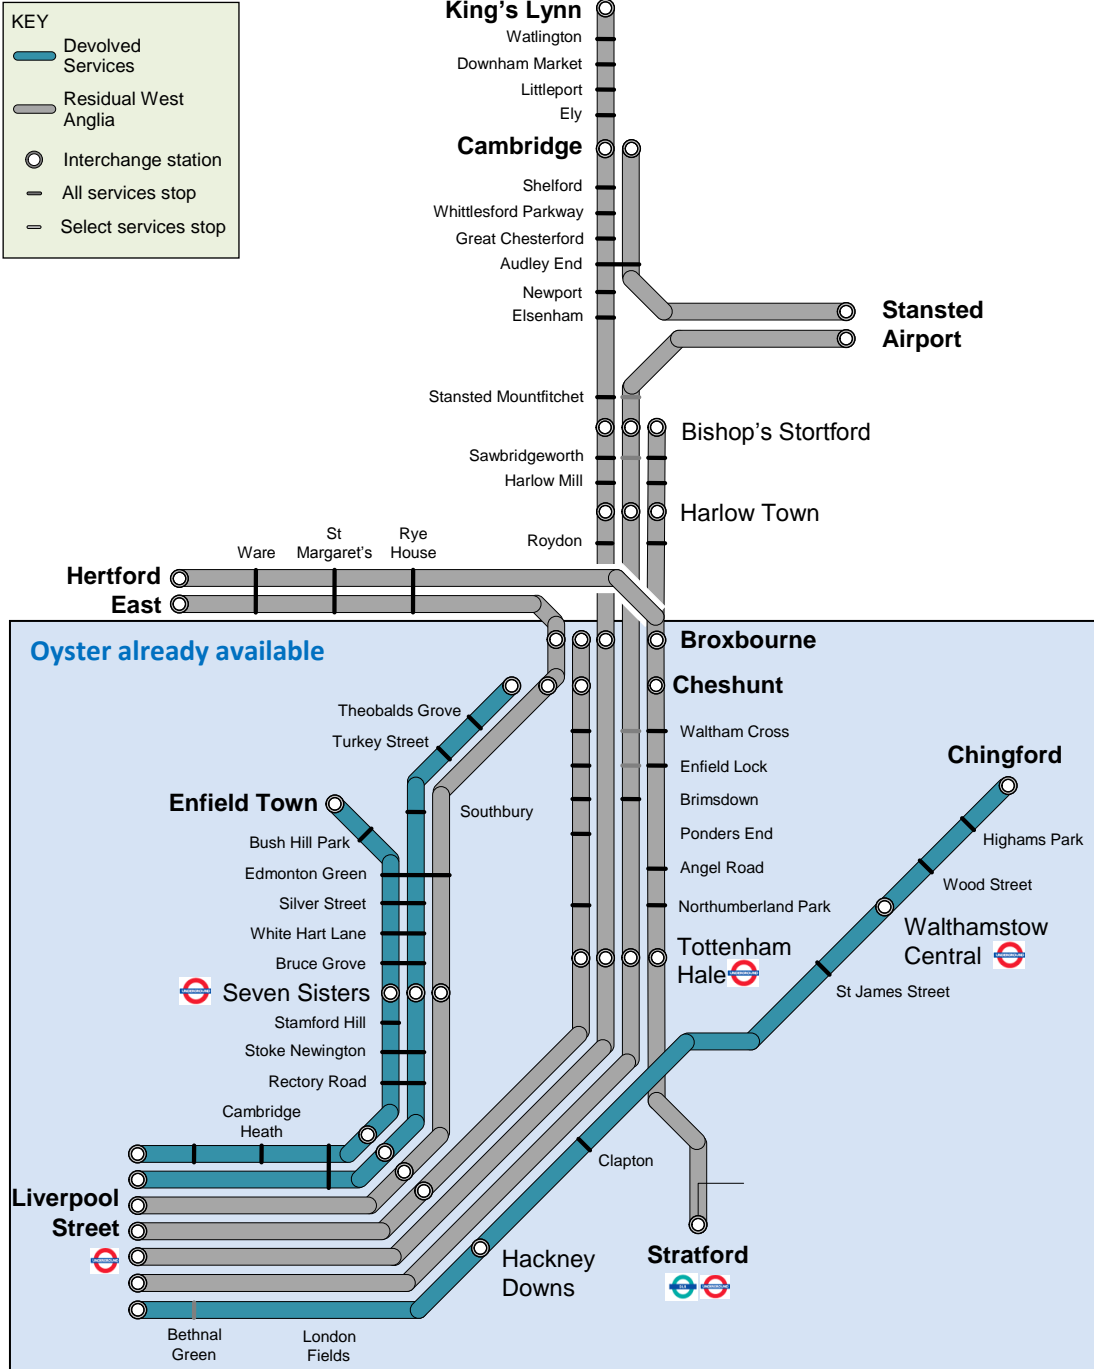 KEY
Devolved
Services
Residual West
Anglia
Interchange station
All services stop
Select services stop
King's Lynn
Watlington
Downham Market
Littleport
Ely
Cambridge
Shelford
Whittlesford Parkway
Great Chesterford
Audley End
Newport
Elsenham
Stansted
Airport
Stansted Mountfitchet
Bishop's Stortford
Sawbridgeworth
Harlow Mill
Harlow Town
Roydon
Ware
St
Margaret's
Rye
House
Hertford
East
Oyster already available
Broxbourne
Cheshunt
Theobalds Grove
Turkey Street
Waltham Cross
Enfield Lock
Brimsdown
Ponders End
Angel Road
Northumberland Park
Tottenham
Hale
UNDERGROUND
Enfield Town
Southbury
Bush Hill Park
Edmonton Green
Silver Street
White Hart Lane
Bruce Grove
UNDERGROUND
Seven Sisters
Stamford Hill
Stoke Newington
Rectory Road
Cambridge
Heath
Chingford
Highams Park
Wood Street
Walthamstow
Central
UNDERGROUND
St James Street
Clapton
Liverpool
Street
UNDERGROUND
Hackney
Downs
Stratford
DLR
UNDERGROUND
Bethnal
Green
London
Fields